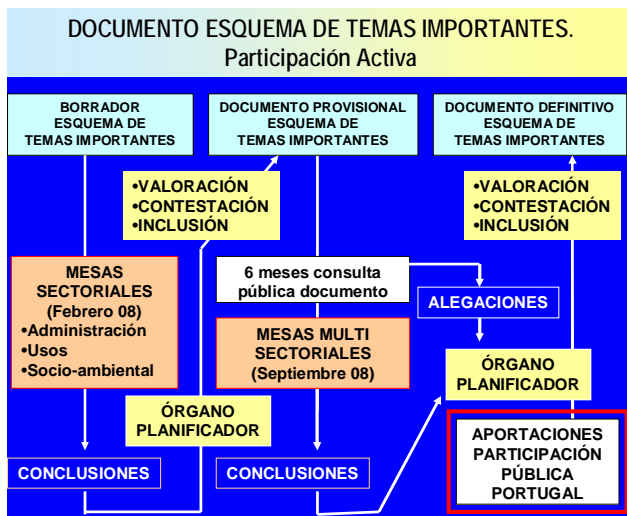 DOCUMENTO ESQUEMA DE TEMAS IMPORTANTES.
Participación Activa
BORRADOR
ESQUEMA DE
TEMAS IMPORTANTES
DOCUMENTO PROVISIONAL
ESQUEMA DE
TEMAS IMPORTANTES
DOCUMENTO DEFINITIVO
ESQUEMA DE
TEMAS IMPORTANTES
•VALORACIÓN
•CONTESTACIÓN
•INCLUSIÓN
•VALORACIÓN
•CONTESTACIÓN
•INCLUSIÓN
MESAS
SECTORIALES
(Febrero 08)
•Administración
•Usos
•Socio-ambiental
6 meses consulta
pública documento
ALEGACIONES
MESAS MULTI
SECTORIALES
(Septiembre 08)
ÓRGANO
PLANIFICADOR
ÓRGANO
PLANIFICADOR
CONCLUSIONES
CONCLUSIONES
APORTACIONES
PARTICIPACIÓN
PÚBLICA
PORTUGAL